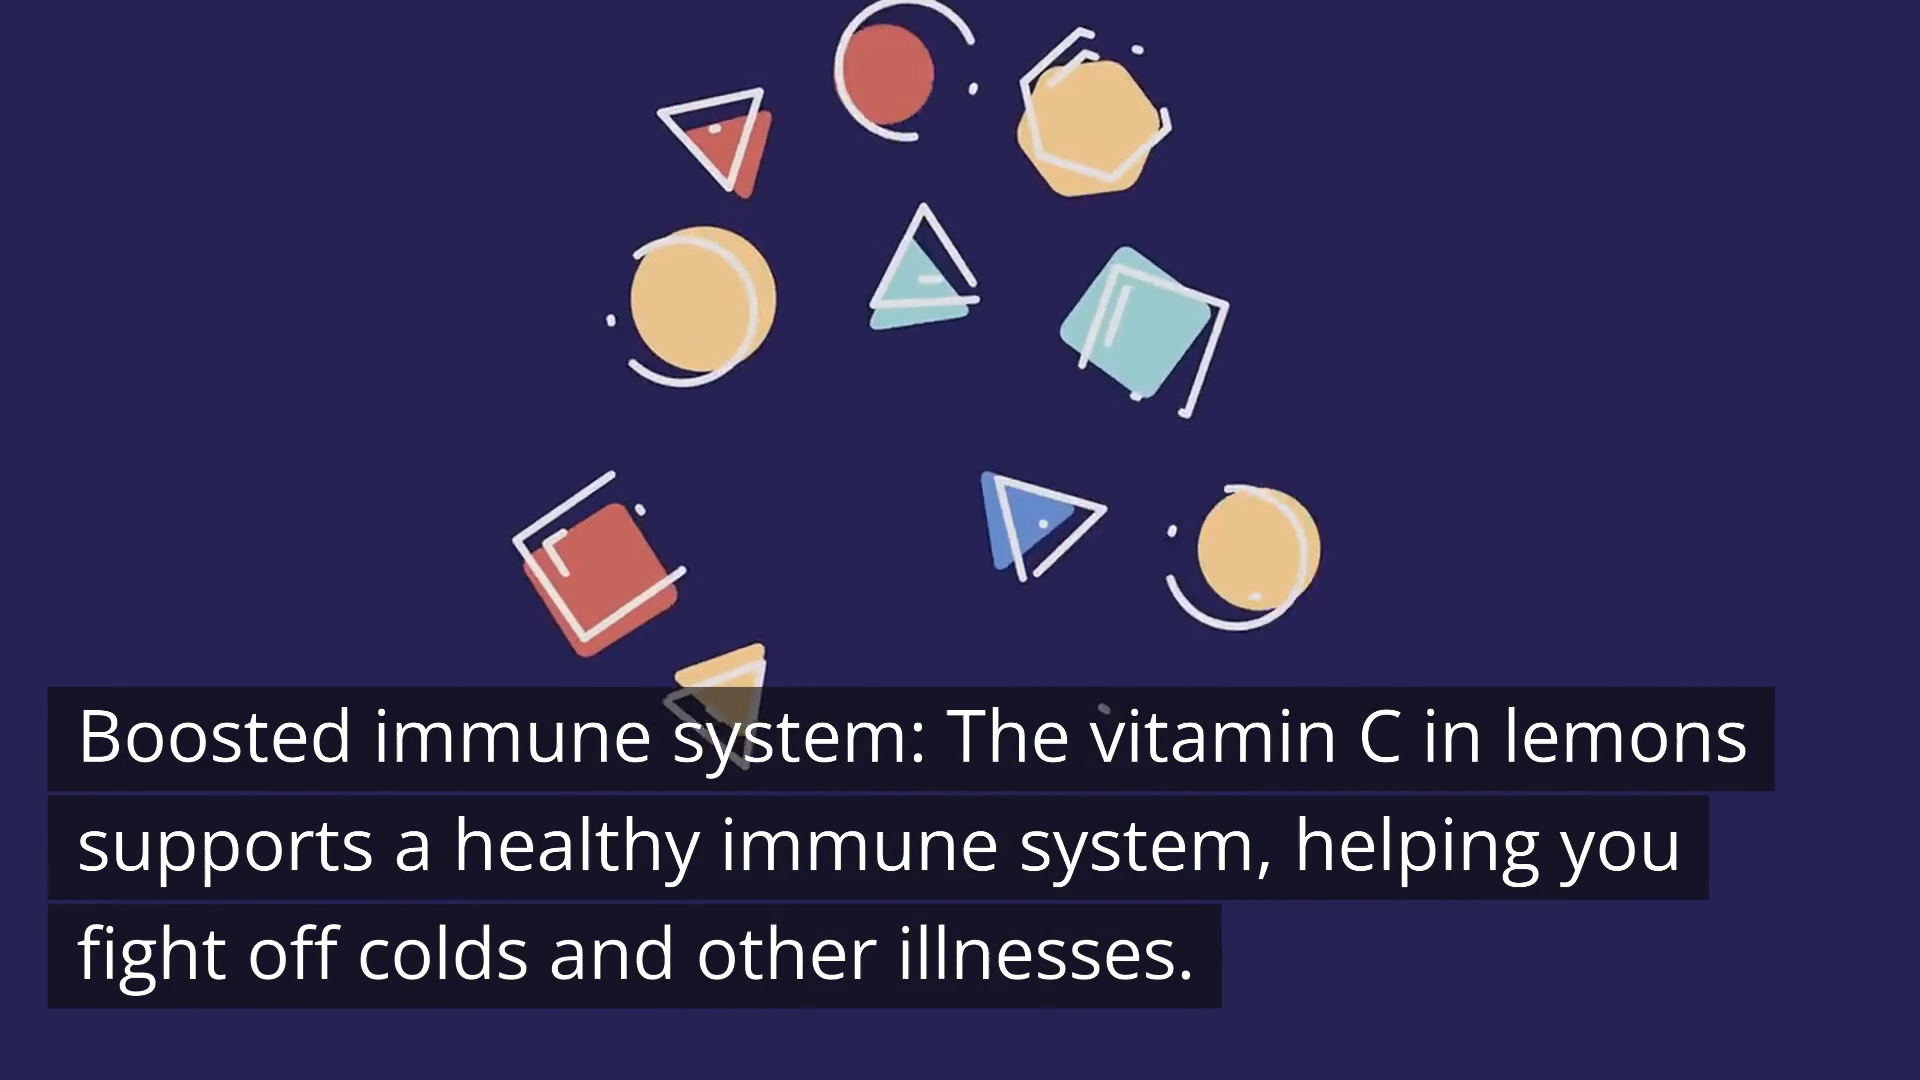 Boosted immune system: The vitamin C in lemons
supports a healthy immune system, helping you
fight off colds and other illnesses.